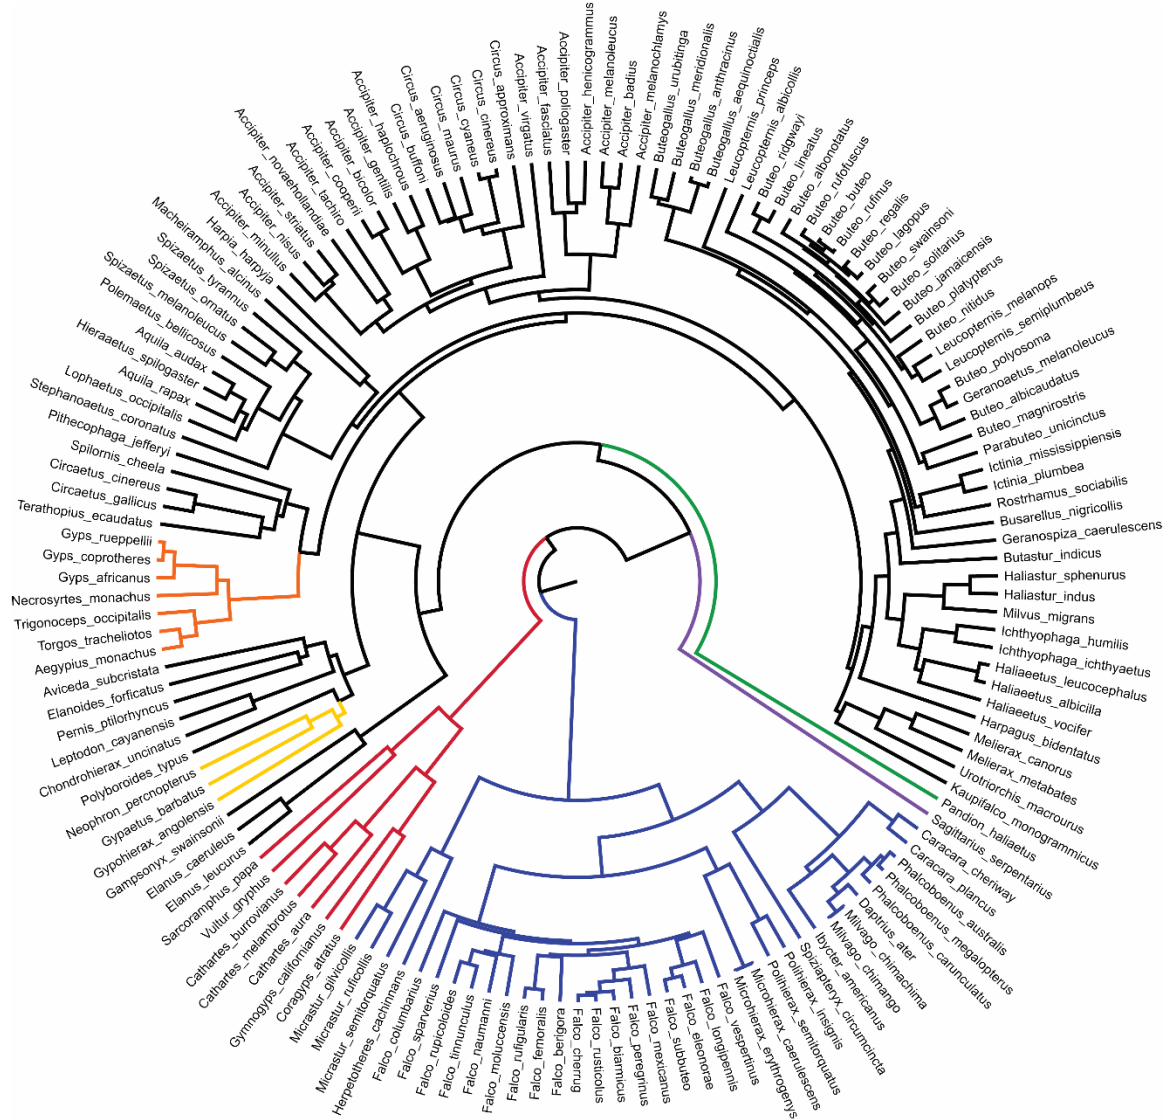 Accipiter_henicogrammus
Accipiter_melanoleucus
Accipiter_badius
Accipiter_melanochlamys
Buteogallus_urubitinga
Buteogallus_meridionalis
Buteogallus_anthracinus
Buteogallus_aequinoctialis
Leucopternis_princeps
Leucopternis_albicollis
Buteo_ridgwayi
Buteo_lineatus
Buteo_albonotatus
Buteo_rufofuscus
Buteo_buteo
Buteo_rufinus
Buteo_regalis
Buteo_lagopus
Buteo_swainsoni
Buteo_solitarius
Buteo_jamaicensis
Buteo_platypterus
Buteo_nitidus
Leucopternis_melanops
Leucopternis_semiplumbeus
Buteo_polyosoma
Geranoaetus_melanoleucus
Buteo_albicaudatus
Buteo_magnirostris
Parabuteo_unicinctus
Ictinia_mississippiensis
Ictinia_plumbea
Rostrhamus_sociabilis
Busarellus_nigricollis
Geranospiza_caerulescens
Butastur_indicus
Haliastur_sphenurus
Haliastur_indus
Milvus_migrans
Ichthyophaga_humilis
Ichthyophaga_ichthyaetus
Haliaeetus_leucocephalus
Haliaeetus_albicilla
Haliaeetus_vocifer
Harpagus_bidentatus
Melierax_canorus
Melierax_metabates
Urotriorchis_macrourus
Kaupifalco_monogrammicus
Pandion_haliaetus
Sagittarius_serpentarius
Caracara_cheriway
Caracara_plancus
Phalcoboenus_australis
Phalcoboenus_megalopterus
Phalcoboenus_carunculatus
Daptrius_ater
Milvago_chimachima
Milvago_chimango
Ibycter_americanus
Spiziapteryx_circumcincta
Polihierax_insignis
Polihierax_semitorquatus
Microhierax_caerulescens
Microhierax_erythrogenys
Falco_vespertinus
Falco_longipennis
Falco_eleonorae
Falco_subbuteo
Falco_mexicanus
Falco_peregrinus
Falco_biarmicus
Falco_rusticolus
Falco_cherrug
Falco_berigora
Falco_femoralis
Falco_rufigularis
Falco_moluccensis
Falco_naumanni
Falco_tinnunculus
Falco_rupicoloides
Falco_sparverius
Falco_columbarius
Herpetotheres_cachinnans
Micrastur_semitorquatus
Micrastur_ruficollis
Micrastur_gilvicollis
Coragyps_atratus
Gymnogyps_californianus
Cathartes_aura
Cathartes_melambrotus
Cathartes_burrovianus
Vultur_gryphus
Sarcoramphus_papa
Elanus_leucurus
Elanus_caeruleus
Gampsonyx_swainsonii
Gypohierax_angolensis
Gypaetus_barbatus
Neophron_percnopterus
Polyboroides_typus
Chondrohierax_uncinatus
Leptodon_cayanensis
Pernis_ptilorhyncus
Elanoides_forficatus
Aviceda_subcristata
Aegypius_monachus
Torgos_tracheliotos
Trigonoceps_occipitalis
Necrosyrtes_monachus
Gyps_africanus
Gyps_coprotheres
Gyps_rueppellii
Terathopius_ecaudatus
Circaetus_gallicus
Circaetus_cinereus
Spilornis_cheela
Pithecophaga_jefferyi
Stephanoaetus_coronatus
Lophaetus_occipitalis
Aquila_rapax
Hieraaetus_spilogaster
Aquila_audax
Polemaetus_bellicosus
Spizaetus_melanoleucus
Spizaetus_ornatus
Spizaetus_tyrannus
Macheiramphus_alcinus
Harpia_harpyja
Accipiter_minullus
Accipiter_nisus
Accipiter_striatus
Accipiter_tachiro
Accipiter_novaehollandiae
Accipiter_cooperii
Accipiter_bicolor
Accipiter_gentilis
Accipiter_haplochrous
Circus_buffoni
Circus_aeruginosus
Circus_maurus
Circus_cyaneus
Circus_cinereus
Circus_approximans
Accipiter_virgatus
Accipiter_fasciatus
Accipiter_poliogaster